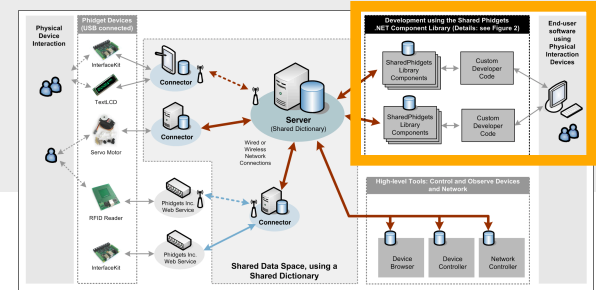 Physical
Device
Interaction
Phidget Devices
(USB connected)
InterfaceKit
TextLCD
Servo Motor
RFID Reader
InterfaceKit
Connector
Connector
Phidgets Inc.
Web Service
Phidgets Inc.
Web Service
Connector
Server
(Shared Dictionary)
Wired or
Wireless
Network
Connections
Shared Data Space, using a
Shared Dictionary
Development using the Shared Phidgets
.NET Component Library (Details: see Figure 2)
SharedPhidgets
Library
Components
Custom
Developer
Code
SharedPhidgets
Library
Components
Custom
Developer
Code
End-user
software
using
Physical
Interaction
Devices
High-level Tools: Control and Observe Devices
and Network
Device
Browser
Device
Controller
Network
Controller